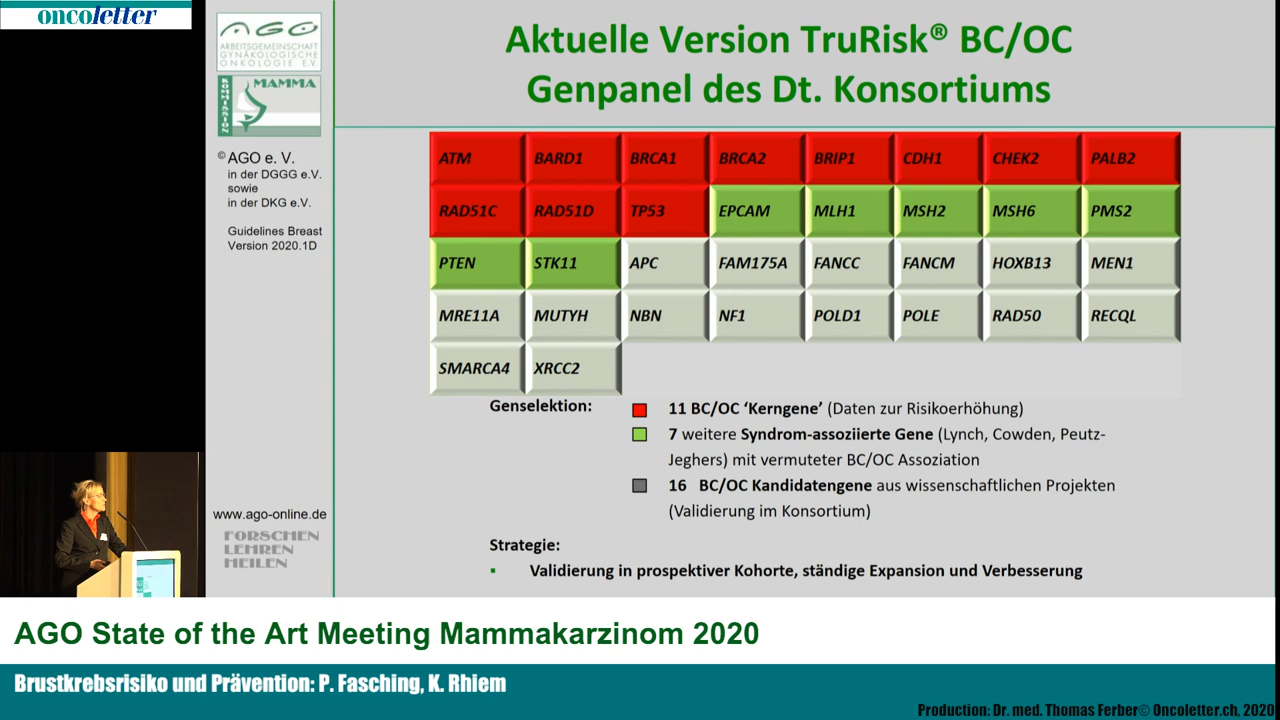 oncoletter
AGO
ARBEITSGEMEINSCHAFT
GYNÄKOLOGISCHE
ONKOLOGIE E.V.
KOMMISSION
MAMMA
© AGO e. V.
in der DGGG e.V.
sowie
in der DKG e.V.
Guidelines Breast
Version 2020.1D
www.ago-online.de
FORSCHEN
LEHREN
HEILEN
Aktuelle Version TruRisk® BC/OC
Genpanel des Dt. Konsortiums
ATM BARD1 BRCA1 BRCA2 BRIP1 CDH1 CHEK2 PALB2
RAD51C RAD51D TP53 EPCAM MLH1 MSH2 MSH6 PMS2
PTEN STK11 APC FAM175A FANCC FANCM HOXB13 MEN1
MRE11A MUTYH NBN NF1 POLD1 POLE RAD50 RECQL
SMARCA4 XRCC2
Genselektion:
11 BC/OC ‘Kerngene’ (Daten zur Risikoerhöhung)
7 weitere Syndrom-assoziierte Gene (Lynch, Cowden, Peutz-
Jeghers) mit vermuteter BC/OC Assoziation
16 BC/OC Kandidatengene aus wissenschaftlichen Projekten
(Validierung im Konsortium)
Strategie:
▪ Validierung in prospektiver Kohorte, ständige Expansion und Verbesserung
AGO State of the Art Meeting Mammakarzinom 2020
Brustkrebsrisiko und Prävention: P. Fasching, K. Rhiem
Production: Dr. med. Thomas Ferber© Oncoletter.ch, 2020